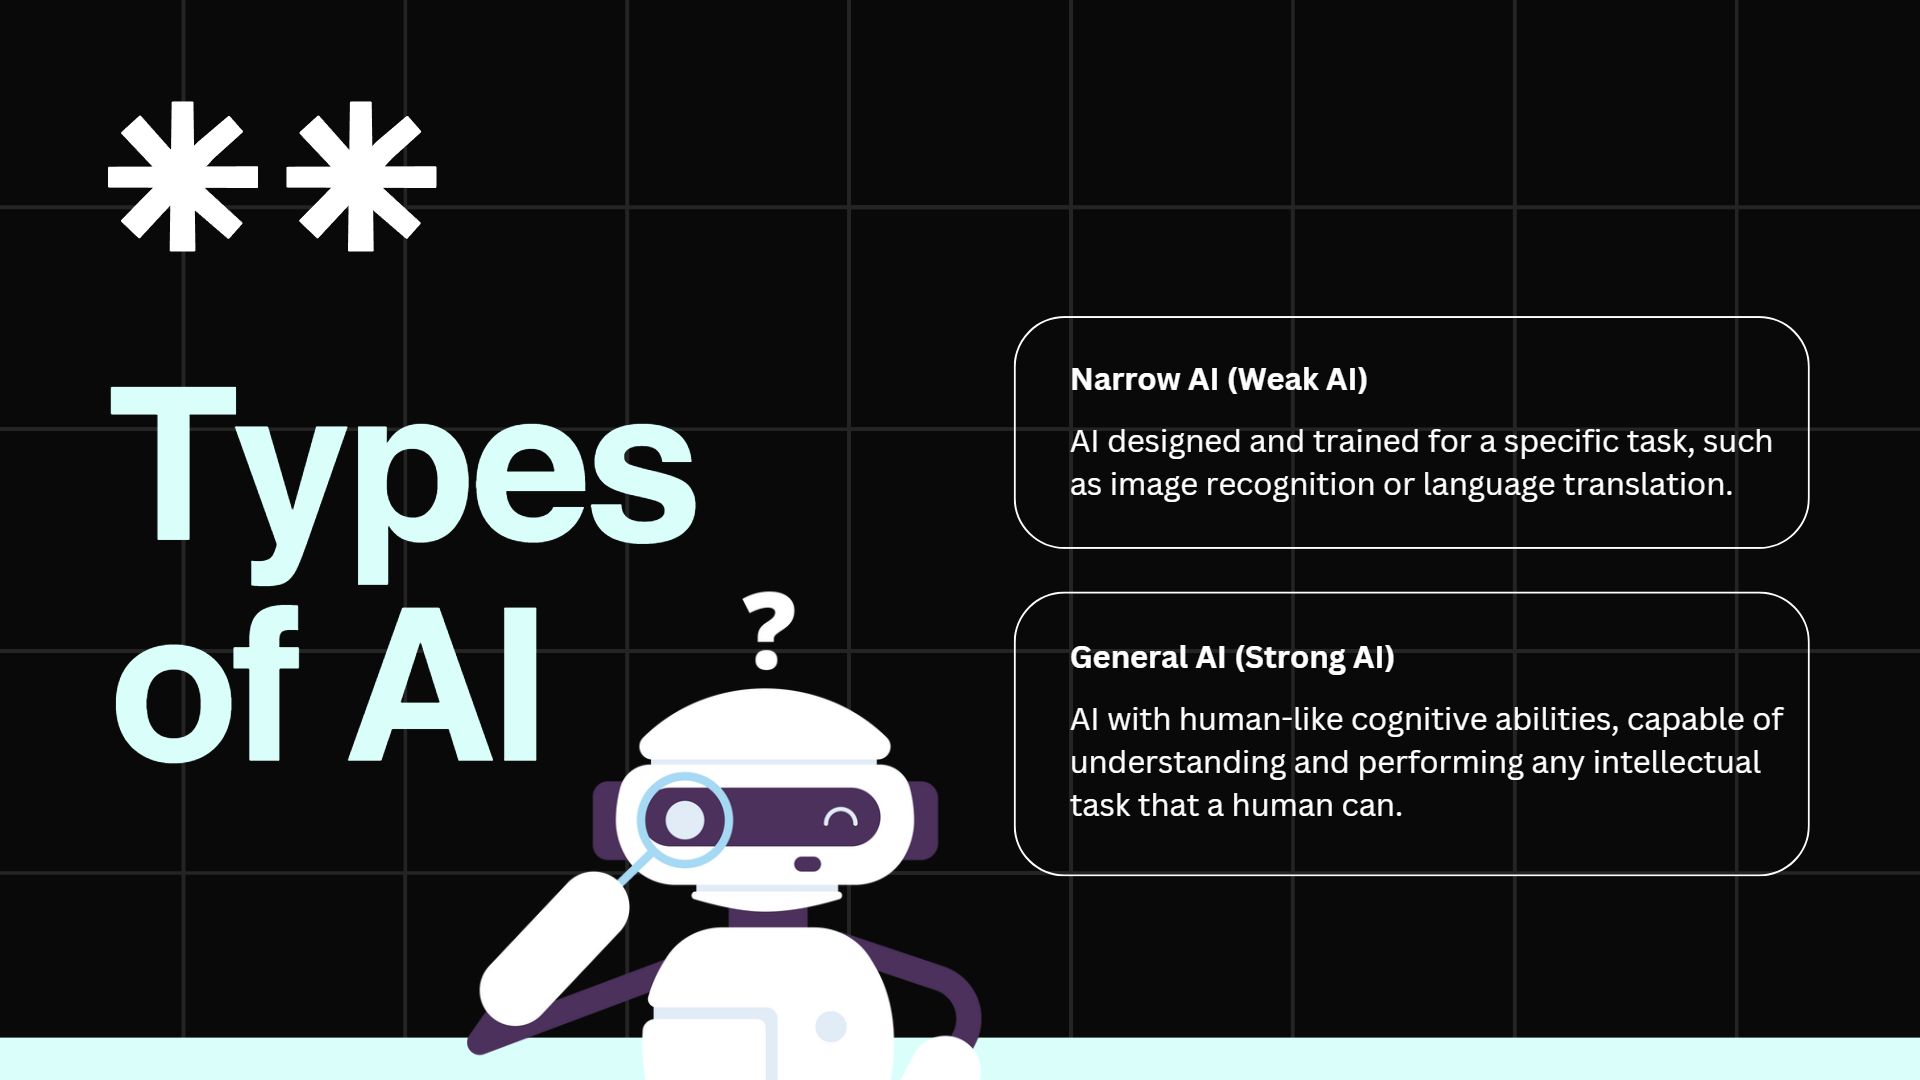 **
Types
of AI
?
Narrow AI (Weak AI)
AI designed and trained for a specific task, such
as image recognition or language translation.
General AI (Strong AI)
AI with human-like cognitive abilities, capable of
understanding and performing any intellectual
task that a human can.